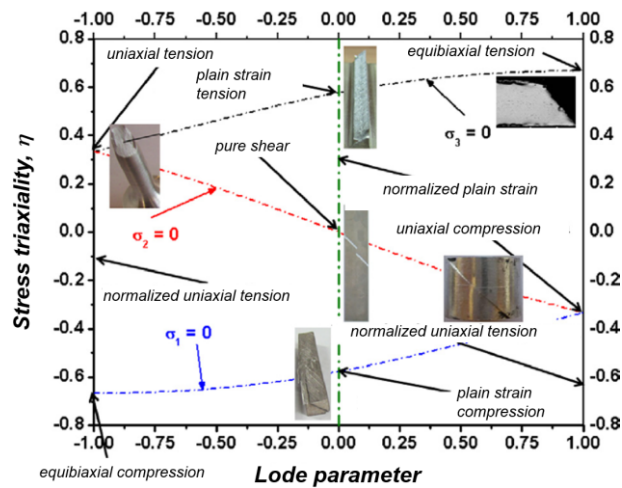 -1.00 -0.75 -0.50 -0.25 0.00 0.25 0.50 0.75 1.00
0.8 0.8
uniaxial tension
equibiaxial tension
plain strain
tension
0.6 0.6
σ3 = 0
0.4 0.4
pure shear
0.2 0.2
normalized plain strain
uniaxial compression
0.0 0.0
σ2 = 0
-0.2 -0.2
normalized uniaxial tension
normalized uniaxial tension
-0.4 -0.4
σ1 = 0
-0.6 -0.6
plain strain
compression
-0.8 -0.8
-1.00 -0.75 -0.50 -0.25 0.00 0.25 0.50 0.75 1.00
equibiaxial compression
Lode parameter
Stress triaxiality, η